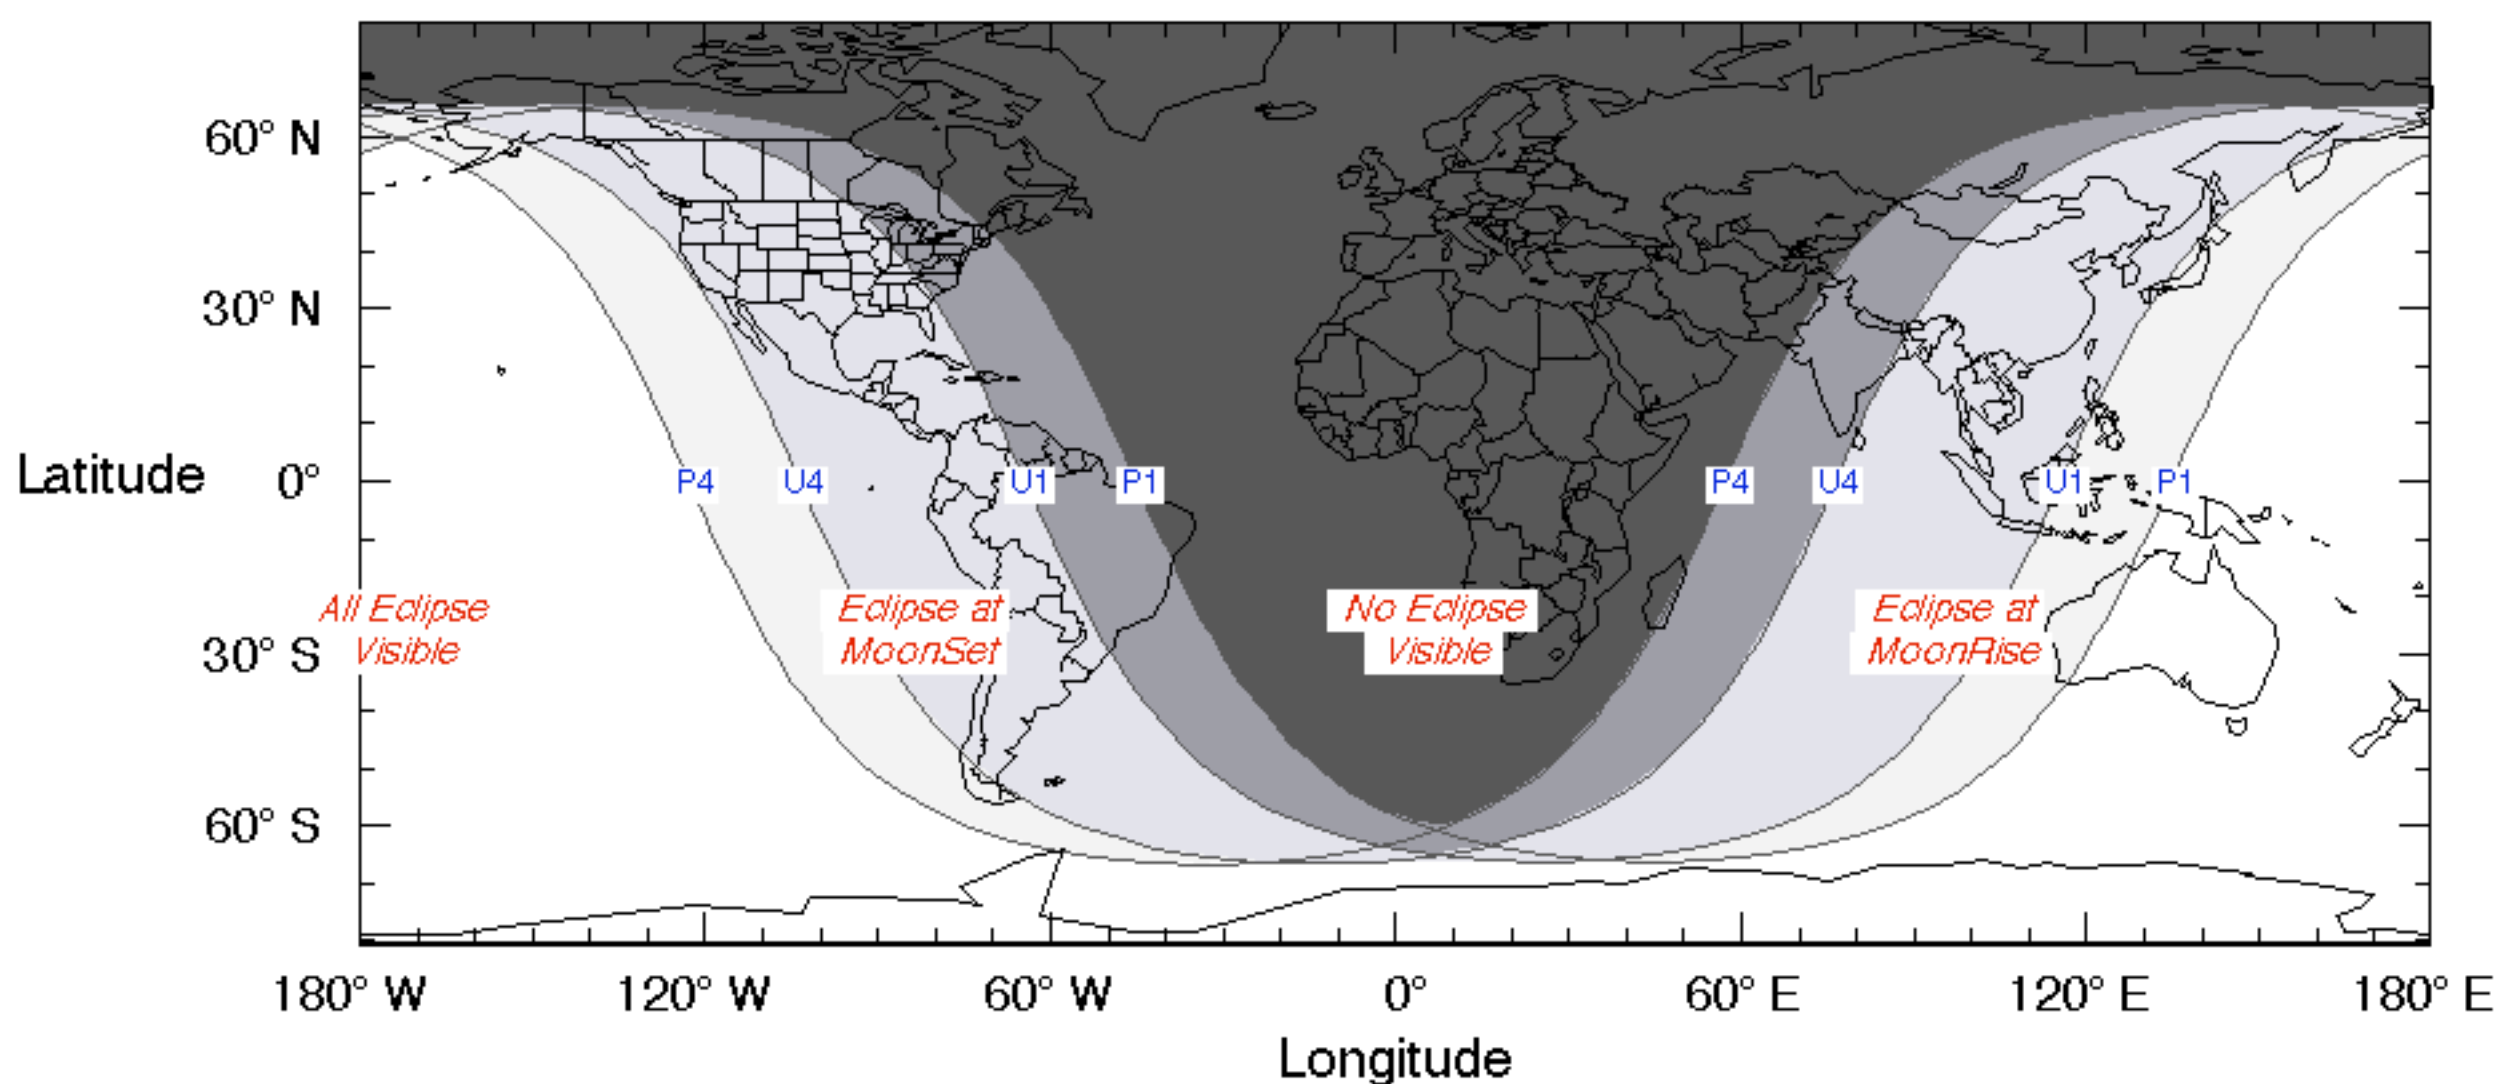 60° N
30° N
Latitude 0°
P4 U4 U1 P1 P4 U4 U1 P1
All Eclipse
Visible
Eclipse at
MoonSet
No Eclipse
Visible
Eclipse at
MoonRise
30° S
60° S
180° W 120° W 60° W 0° 60° E 120° E 180° E
Longitude